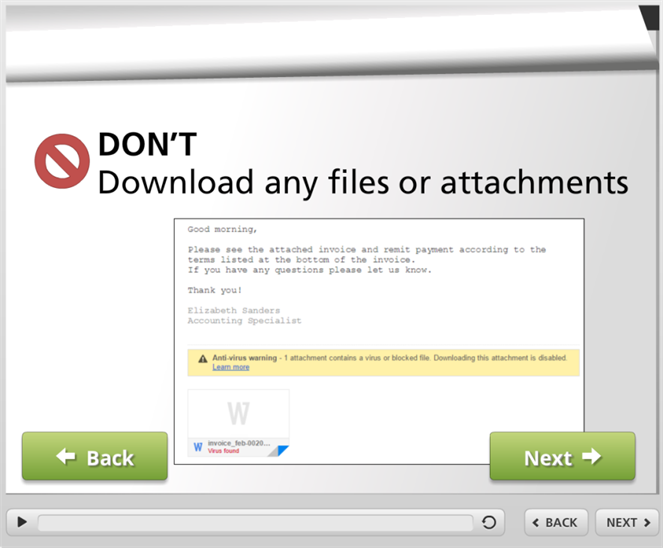 DON'T
Download any files or attachments
Good morning,
Please see the attached invoice and remit payment according to the
terms listed at the bottom of the invoice.
If you have any questions please let us know.
Thank you!
Elizabeth Sanders
Accounting Specialist
Anti-virus warning - 1 attachment contains a virus or blocked file. Downloading this attachment is disabled.
Learn more
W
W invoice_feb-0020...
Virus found
Back
Next
BACK
NEXT